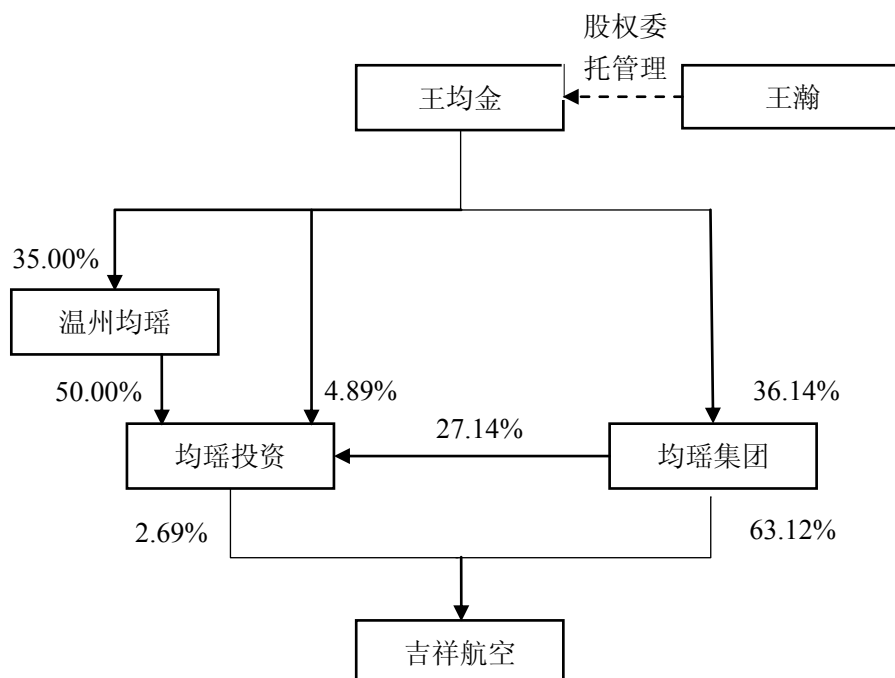 股权委
托管理
王均金
王瀚
35.00%
温州均瑶
50.00%
4.89%
36.14%
27.14%
均瑶投资
均瑶集团
2.69%
63.12%
吉祥航空